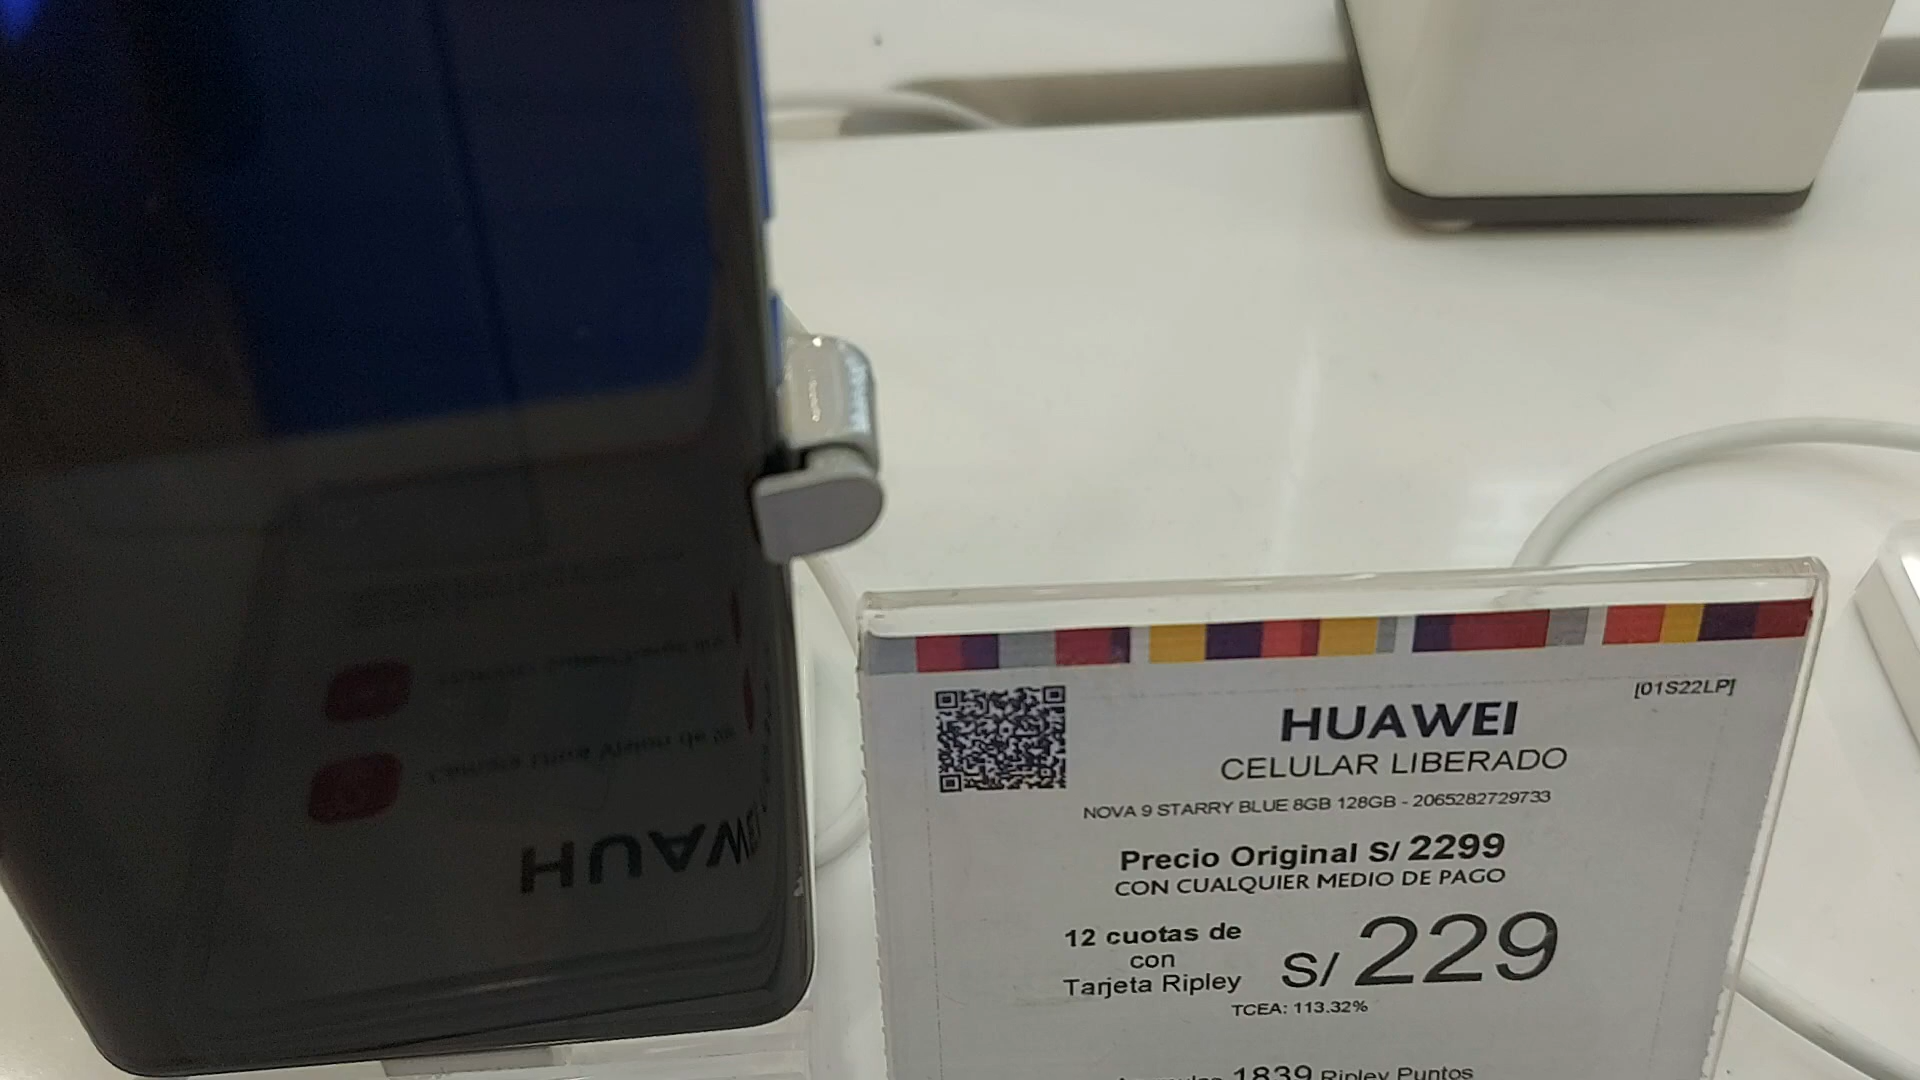 HUAWEI
[01S22LP]
HUAWEI
CELULAR LIBERADO
NOVA 9 STARRY BLUE 8GB 128GB - 2065282729733
Precio Original S/ 2299
CON CUALQUIER MEDIO DE PAGO
12 cuotas de
con
Tarjeta Ripley
S/ 229
TCEA: 113.32%
1839 Ripley Puntos